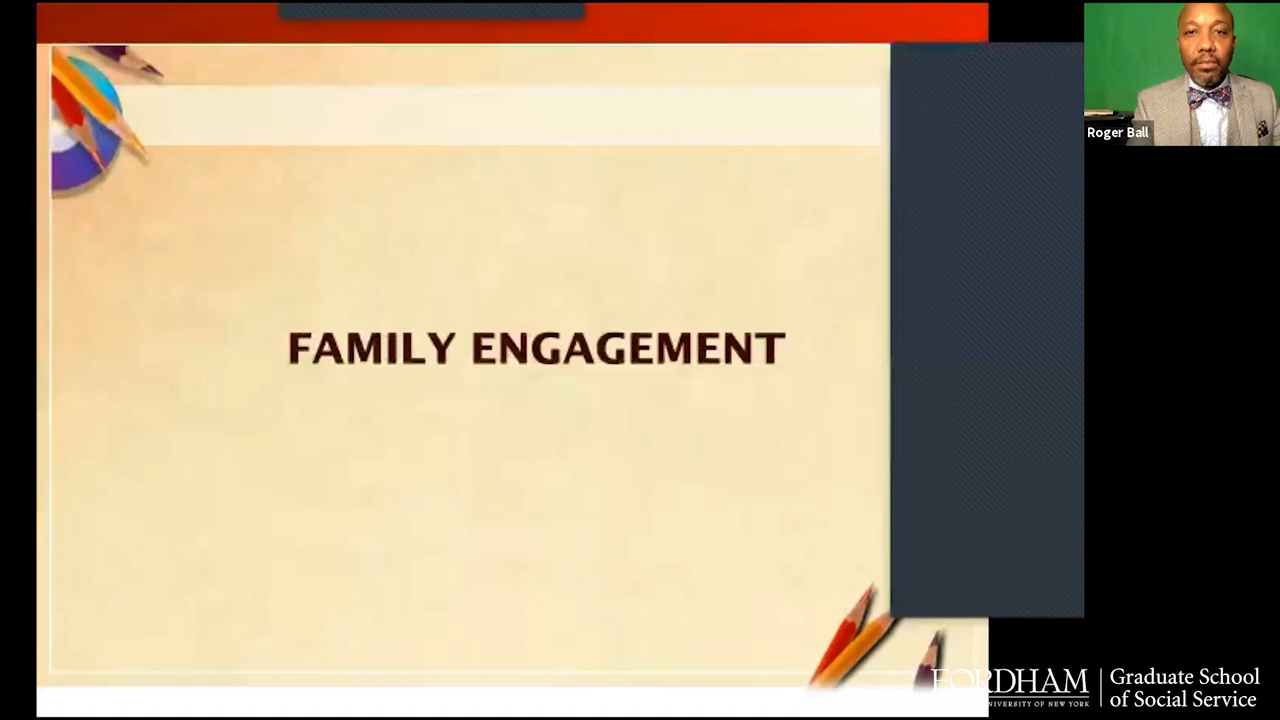 FAMILY ENGAGEMENT
Roger Ball
FORDHAM
UNIVERSITY OF NEW YORK
Graduate School
of Social Service